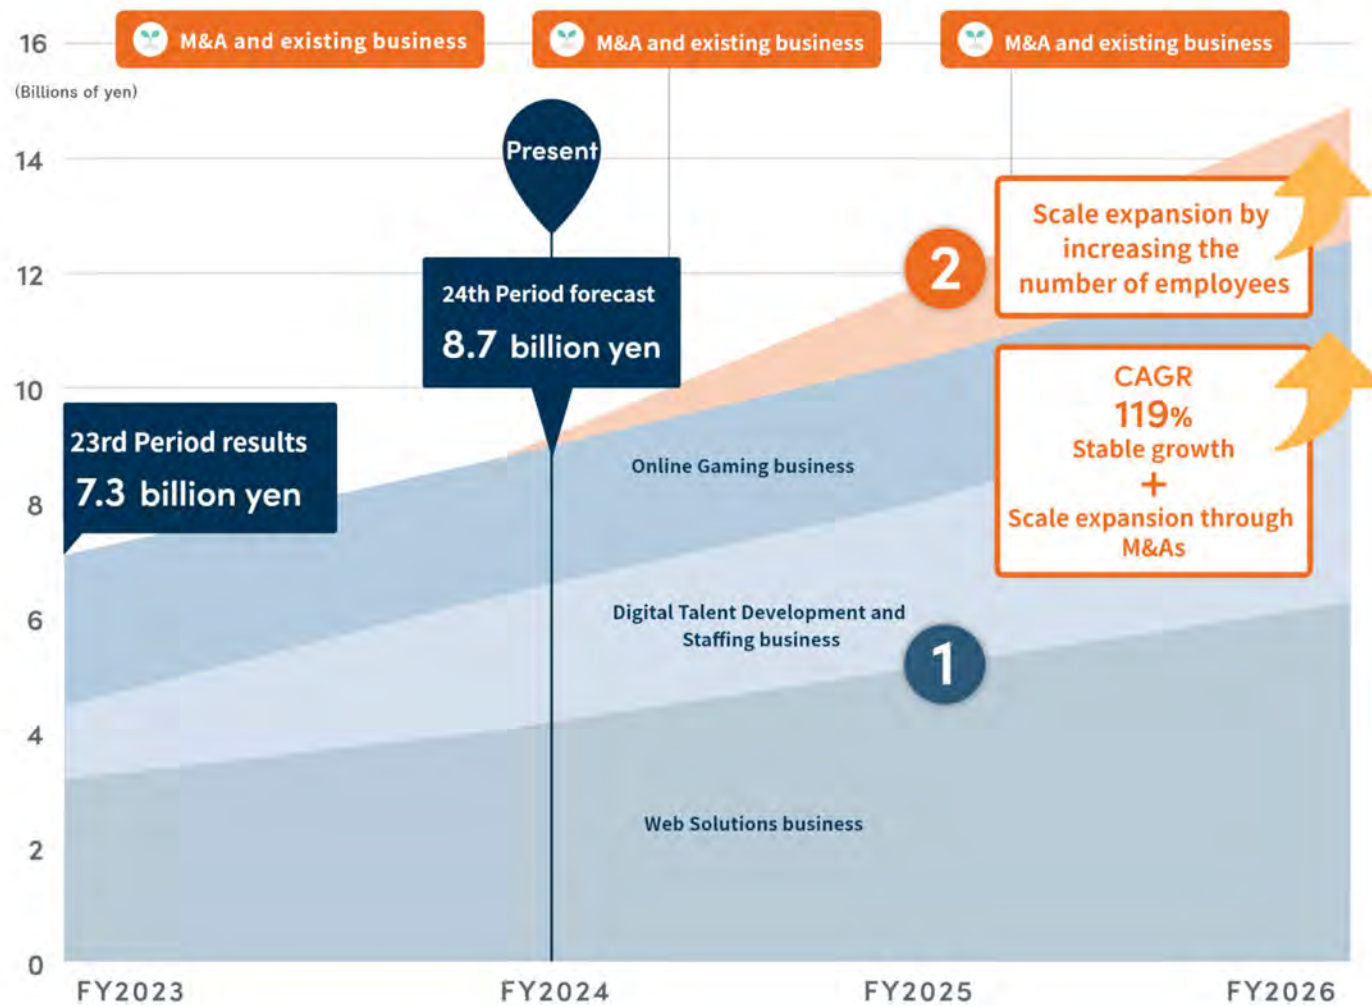 M&A and existing business
M&A and existing business
M&A and existing business
16
(Billions of yen)
14
12
10
8
6
4
2
0
Present
24th Period forecast
8.7 billion yen
23rd Period results
7.3 billion yen
2
Scale expansion by
increasing the
number of employees
CAGR
119%
Stable growth
+
Scale expansion through
M&As
Online Gaming business
Digital Talent Development and
Staffing business
1
Web Solutions business
FY2023
FY2024
FY2025
FY2026